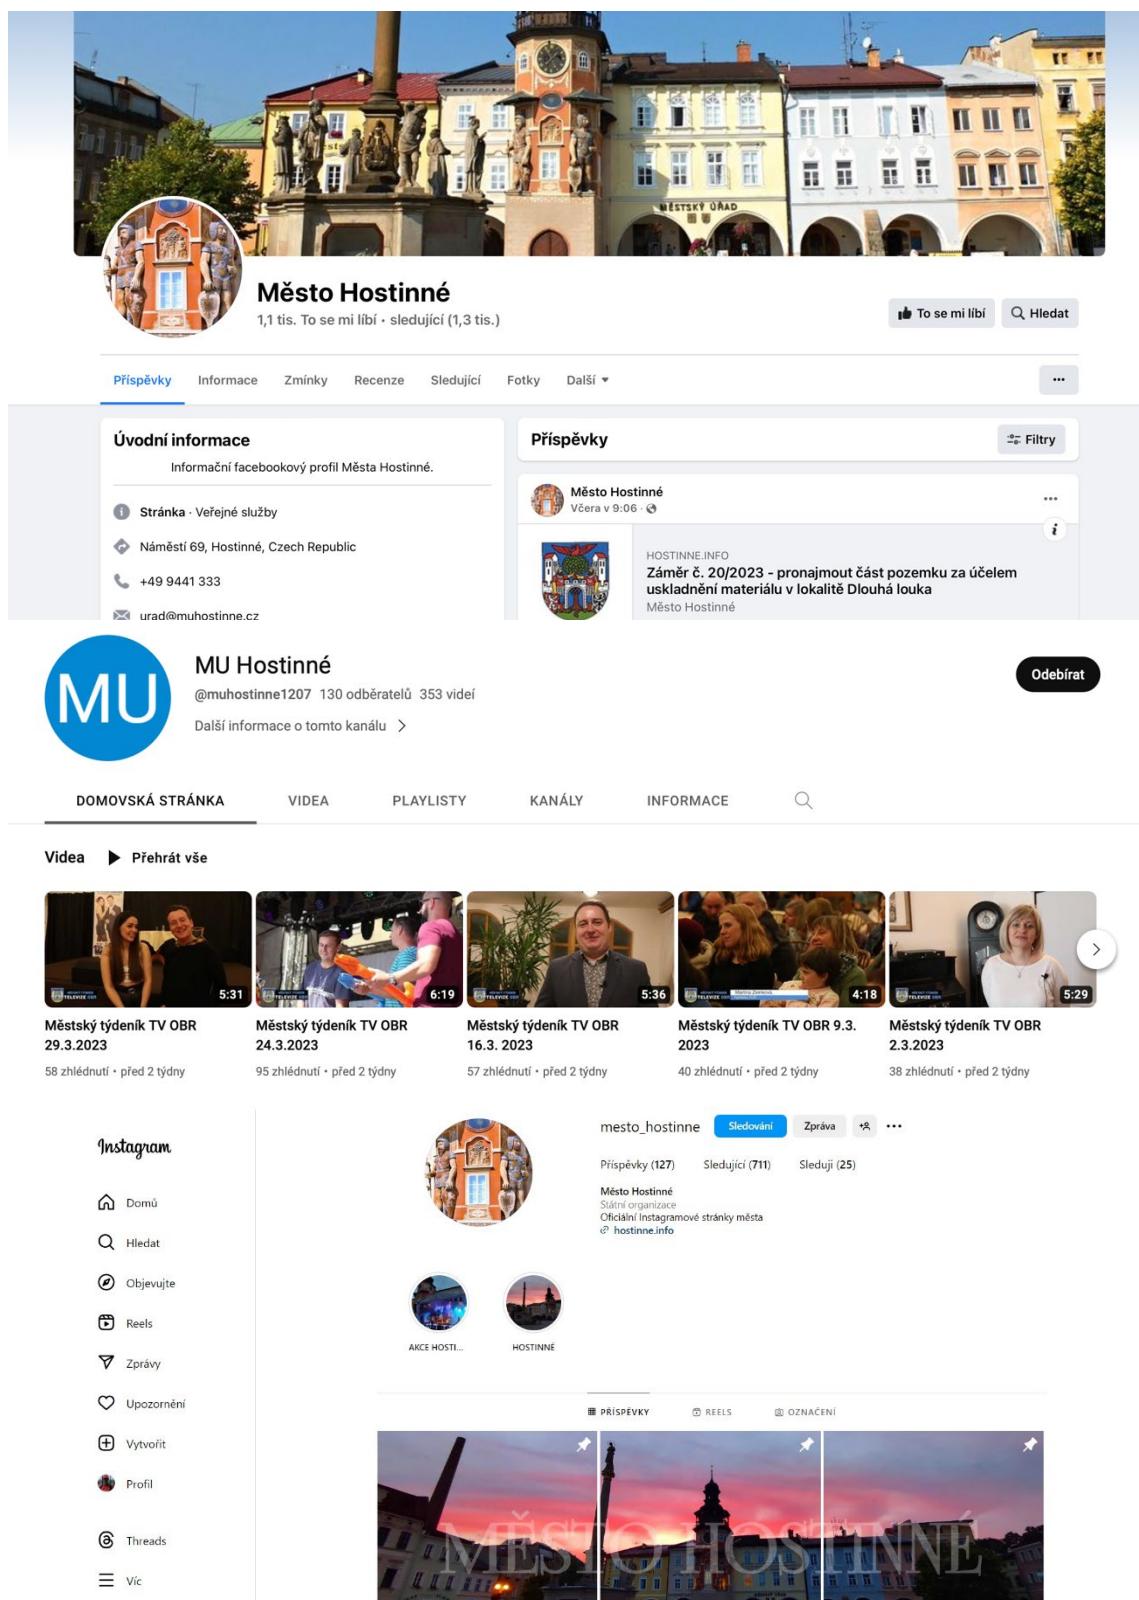 MĚSTSKÝ ÚŘAD
Město Hostinné
1,1 tis. To se mi líbí • sledující (1,3 tis.)
To se mi líbí
Hledat
Příspěvky
Informace
Zmínky
Recenze
Sledující
Fotky
Další
Úvodní informace
Informační facebookový profil Města Hostinné.
Stránka · Veřejné služby
Náměstí 69, Hostinné, Czech Republic
+49 9441 333
urad@muhostinne.cz
Příspěvky
Filtry
Město Hostinné
Včera v 9:06 ·
HOSTINNE.INFO
Záměr č. 20/2023 - pronajmout část pozemku za účelem
uskladnění materiálu v lokalitě Dlouhá louka
Město Hostinné
MU
MU Hostinné
@muhostinne1207 130 odběratelů 353 videí
Další informace o tomto kanálu
Odebírat
DOMOVSKÁ STRÁNKA
VIDEA
PLAYLISTY
KANÁLY
INFORMACE
Videa
Přehrát vše
5:31
6:19
5:36
4:18
5:29
Městský týdeník TV OBR
29.3.2023
58 zhlédnutí • před 2 týdny
Městský týdeník TV OBR
24.3.2023
95 zhlédnutí • před 2 týdny
Městský týdeník TV OBR
16.3. 2023
57 zhlédnutí • před 2 týdny
Městský týdeník TV OBR 9.3.
2023
40 zhlédnutí • před 2 týdny
Městský týdeník TV OBR
2.3.2023
38 zhlédnutí • před 2 týdny
Instagram
Domů
Hledat
Objevujte
Reels
Zprávy
Upozornění
Vytvořit
Profil
Threads
Víc
mesto_hostinne
Sledování
Zpráva
Příspěvky (127)
Sledující (711)
Sleduji (25)
Město Hostinné
Státní organizace
Oficiální Instagramové stránky města
hostinne.info
AKCE HOSTI...
HOSTINNÉ
PŘÍSPĚVKY
REELS
OZNAČENÍ
MĚSTO HOSTINNÉ